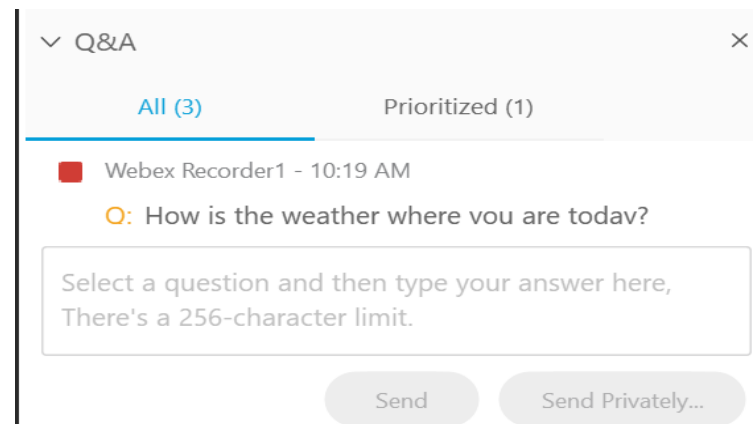 Q&A
All (3) Prioritized (1)
Webex Recorder1 - 10:19 AM
Q: How is the weather where you are today?
Select a question and then type your answer here,
There's a 256-character limit.
Send Send Privately...